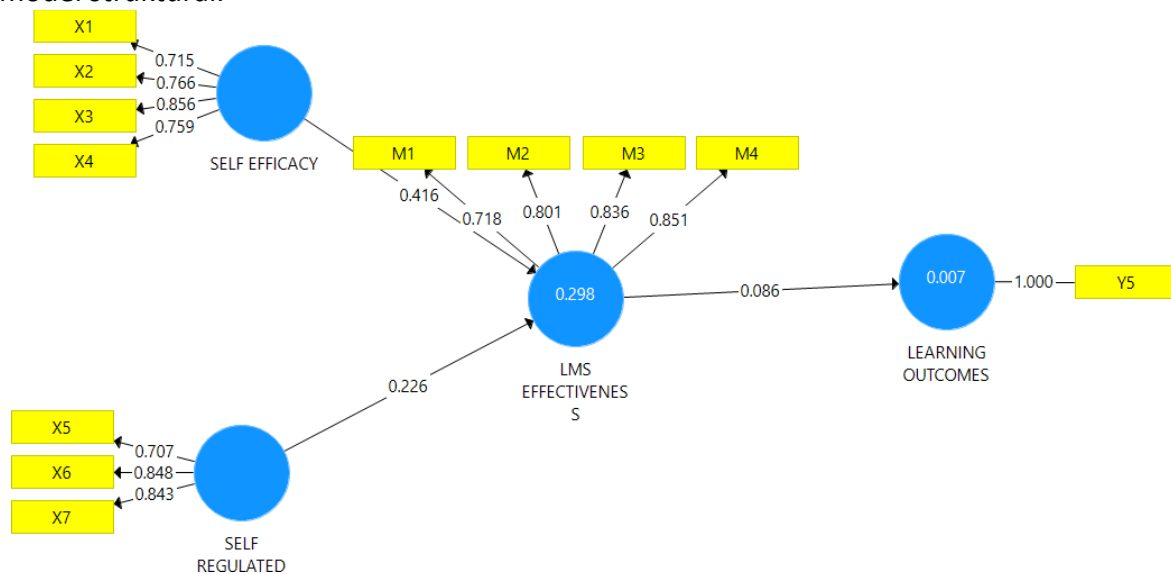 X1
X2
X3
X4
0.715
0.766
0.856
0.759
SELF EFFICACY
M1
M2
M3
M4
0.416
0.718
0.801
0.836
0.851
0.298
LMS
EFFECTIVENES
S
0.086
0.007
LEARNING
OUTCOMES
1.000
Y5
0.226
X5
X6
X7
0.707
0.848
0.843
SELF
REGULATED